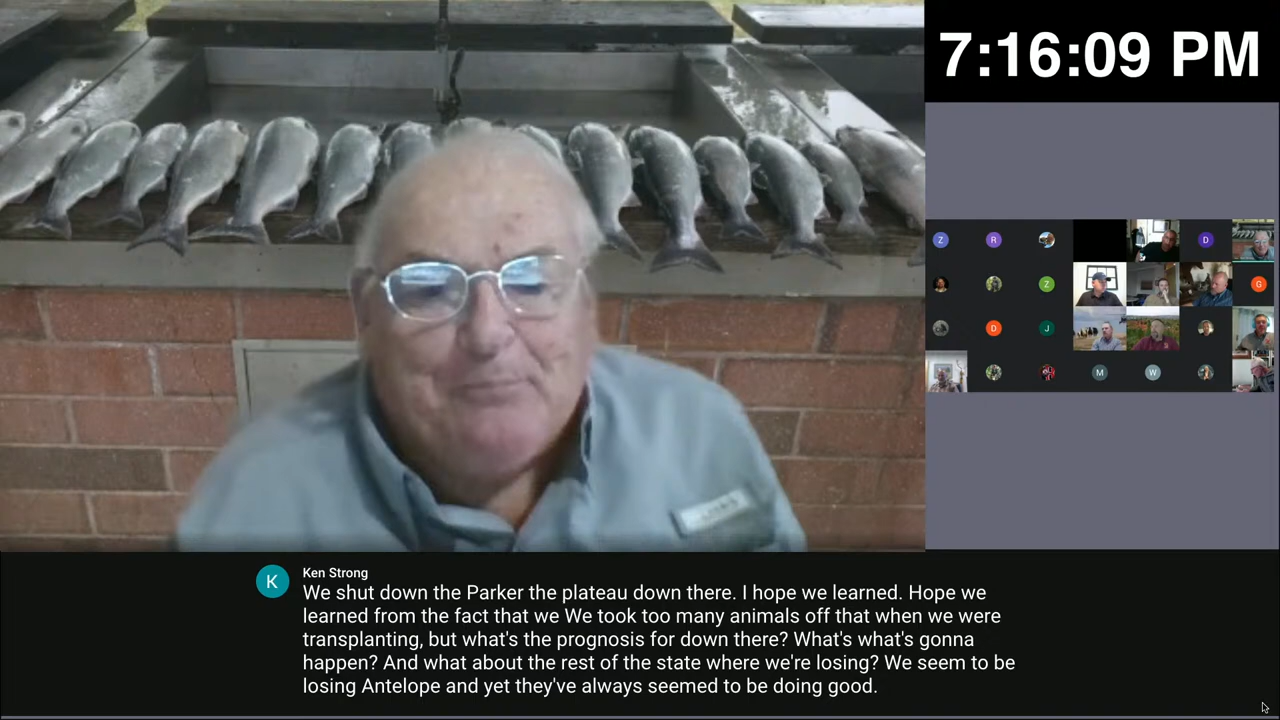 7:16:09 PM
Z
R
D
Z
G
D
J
M
W
K
Ken Strong
We shut down the Parker the plateau down there. I hope we learned. Hope we
learned from the fact that we We took too many animals off that when we were
transplanting, but what's the prognosis for down there? What's what's gonna
happen? And what about the rest of the state where we're losing? We seem to be
losing Antelope and yet they've always seemed to be doing good.